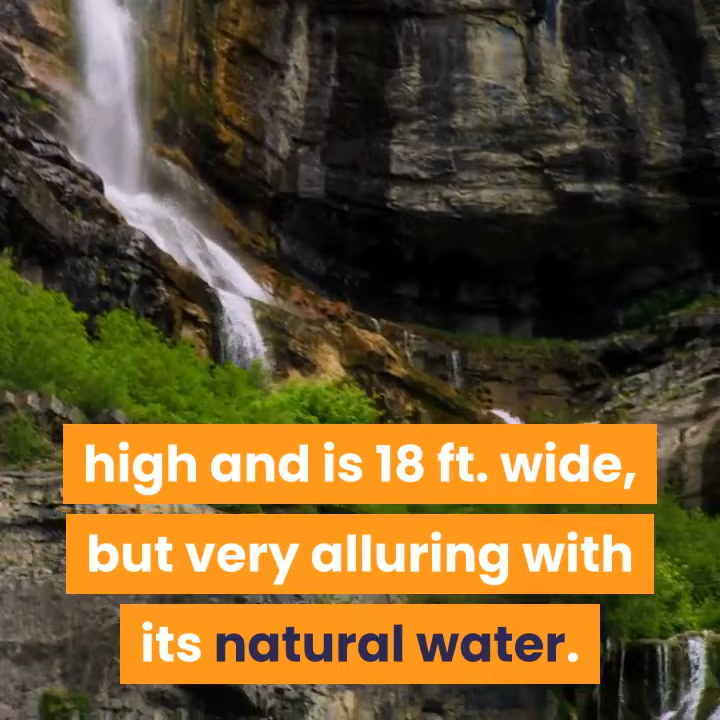 high and is 18 ft. wide,
but very alluring with
its natural water.